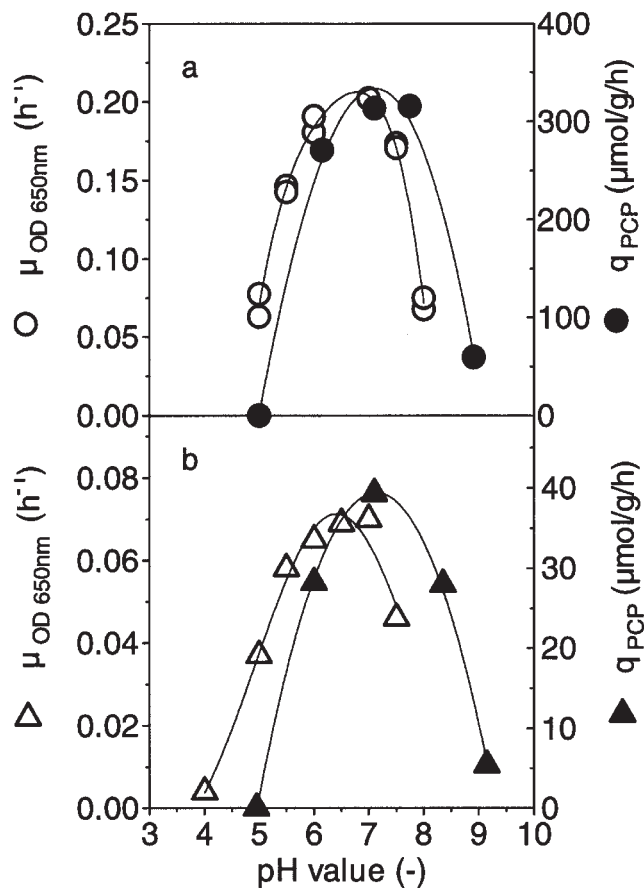 a
0.25
0.20
0.15
0.10
0.05
0.00
μ OD 650nm (h⁻¹)
400
300
200
100
0
qPCP (μmol/g/h)
b
0.08
0.06
0.04
0.02
0.00
μ OD 650nm (h⁻¹)
40
30
20
10
0
qPCP (μmol/g/h)
3 4 5 6 7 8 9 10
pH value (-)